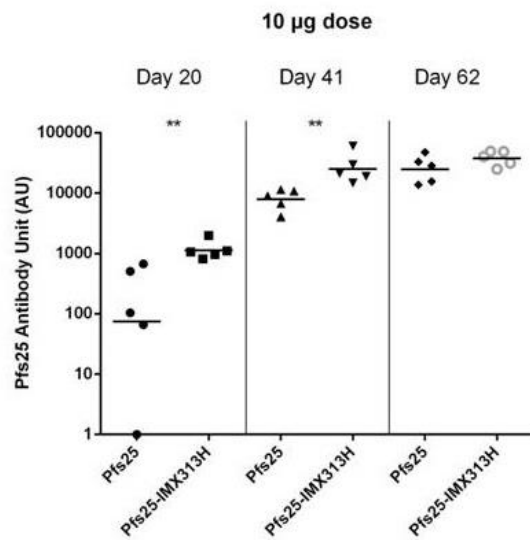 10 µg dose
Day 20
Day 41
Day 62
**
**
Pfs25 Antibody Unit (AU)
100000
10000
1000
100
10
1
Pfs25
Pfs25-IMX313H
Pfs25
Pfs25-IMX313H
Pfs25
Pfs25-IMX313H